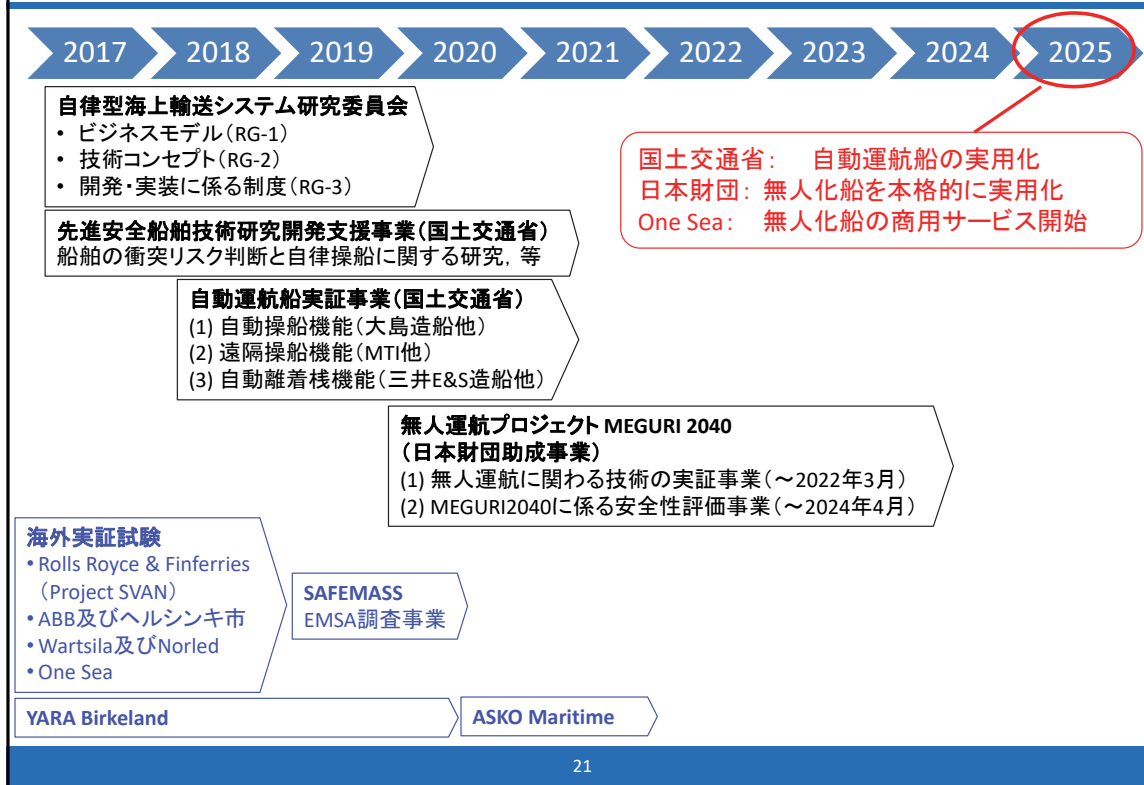 2017 2018 2019 2020 2021 2022 2023 2024 2025
自律型海上輸送システム研究委員会
• ビジネスモデル（RG-1）
• 技術コンセプト（RG-2）
• 開発・実装に係る制度（RG-3）
国土交通省： 自動運航船の実用化
日本財団： 無人化船を本格的に実用化
One Sea： 無人化船の商用サービス開始
先進安全船舶技術研究開発支援事業（国土交通省）
船舶の衝突リスク判断と自律操船に関する研究，等
自動運航船実証事業（国土交通省）
(1) 自動操船機能（大島造船他）
(2) 遠隔操船機能（MTI他）
(3) 自動離着桟機能（三井E&S造船他）
無人運航プロジェクト MEGURI 2040
（日本財団助成事業）
(1) 無人運航に関わる技術の実証事業（～2022年3月）
(2) MEGURI2040に係る安全性評価事業（～2024年4月）
海外実証試験
• Rolls Royce & Finferries
（Project SVAN）
• ABB及びヘルシンキ市
• Wartsila及びNorled
• One Sea
SAFEMASS
EMSA調査事業
YARA Birkeland
ASKO Maritime
21